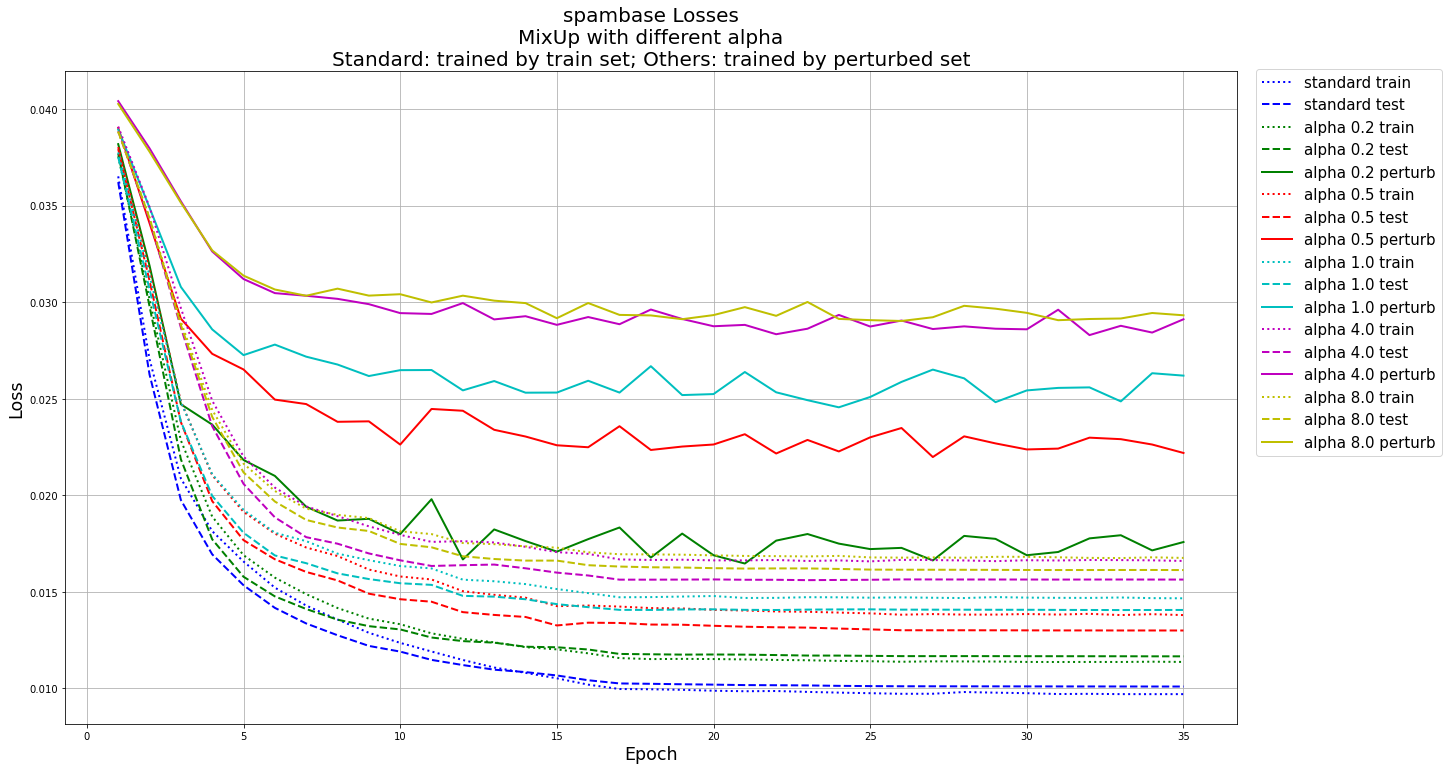 spambase Losses
MixUp with different alpha
Standard: trained by train set; Others: trained by perturbed set
0.040
0.035
0.030
0.025
0.020
0.015
0.010
Loss
0
5
10
15
20
25
30
35
Epoch
standard train
standard test
alpha 0.2 train
alpha 0.2 test
alpha 0.2 perturb
alpha 0.5 train
alpha 0.5 test
alpha 0.5 perturb
alpha 1.0 train
alpha 1.0 test
alpha 1.0 perturb
alpha 4.0 train
alpha 4.0 test
alpha 4.0 perturb
alpha 8.0 train
alpha 8.0 test
alpha 8.0 perturb